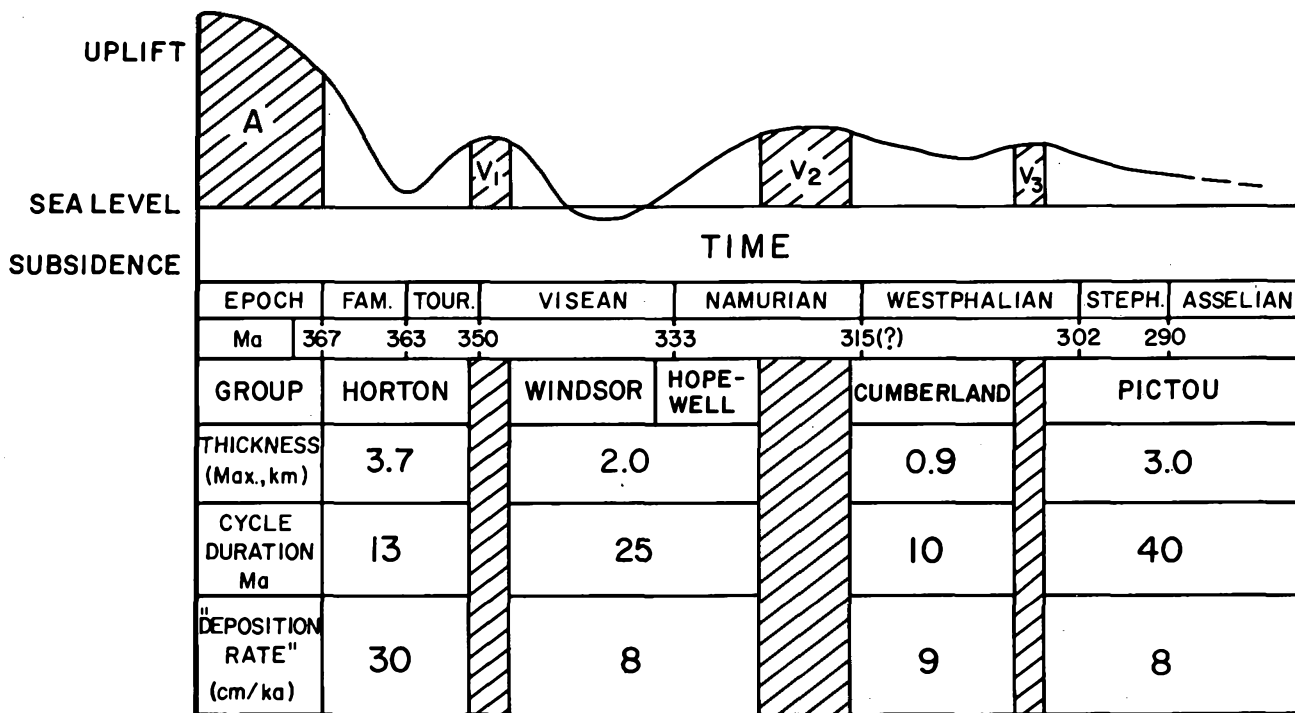 UPLIFT
A
V₁
V₂
V₃
SEA LEVEL
TIME
SUBSIDENCE
EPOCH FAM. TOUR. VISEAN NAMURIAN WESTPHALIAN STEPH. ASSELIAN
Ma 367 363 350 333 315(?) 302 290
GROUP HORTON WINDSOR HOPE-
WELL CUMBERLAND PICTOU
THICKNESS
(Max., km) 3.7 2.0 0.9 3.0
CYCLE
DURATION
Ma 13 25 10 40
"DEPOSITION
RATE"
(cm/ka) 30 8 9 8